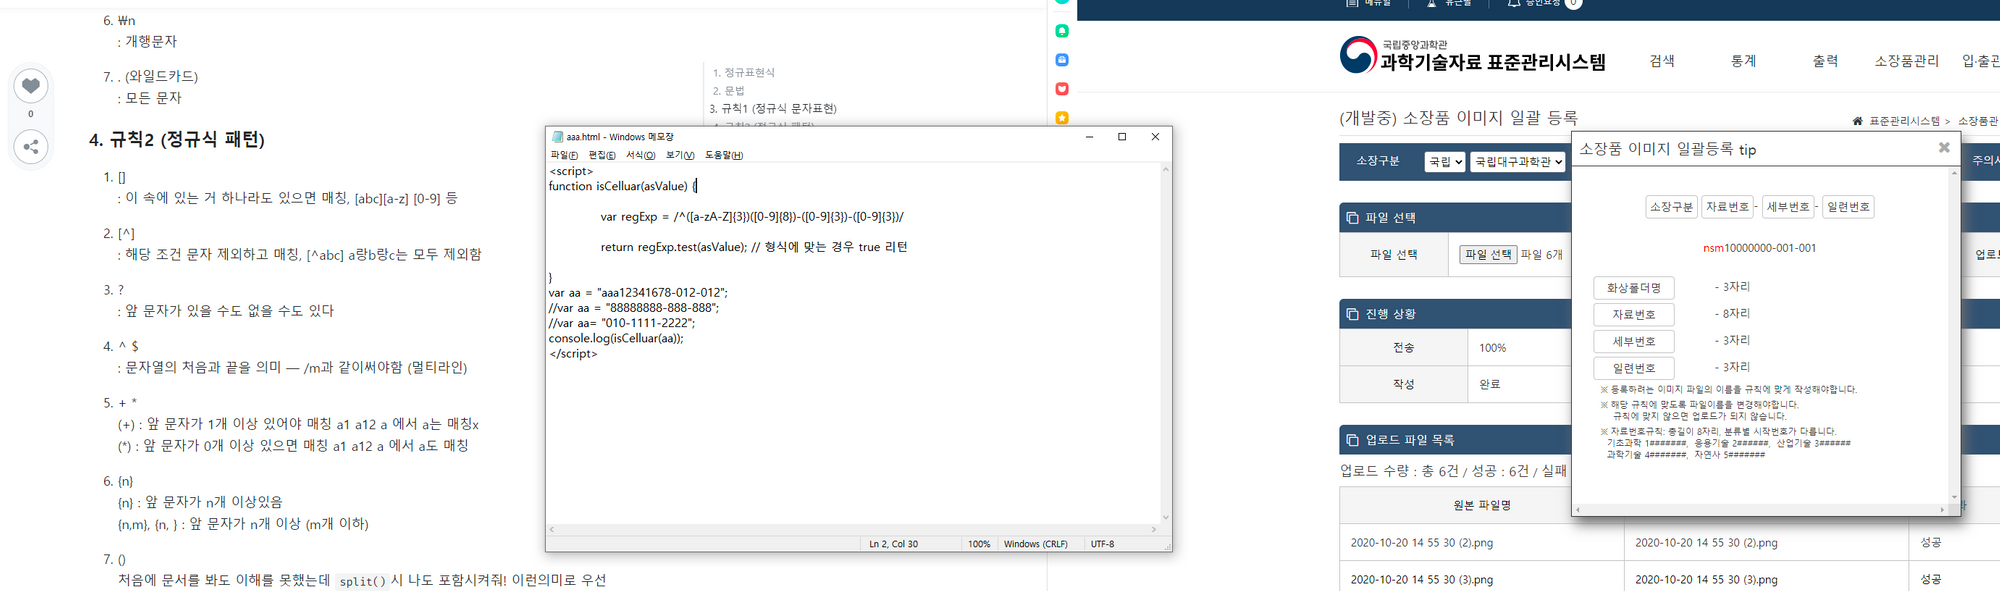 6. ₩n
: 개행문자
7. . (와일드카드)
: 모든 문자
0
4. 규칙2 (정규식 패턴)
1. []
: 이 속에 있는 거 하나라도 있으면 매칭, [abc][a-z] [0-9] 등
2. [^]
: 해당 조건 문자 제외하고 매칭, [^abc] a랑b랑c는 모두 제외함
3. ?
: 앞 문자가 있을 수도 없을 수도 있다
4. ^ $
: 문자열의 처음과 끝을 의미 — /m과 같이써야함 (멀티라인)
5. + *
(+) : 앞 문자가 1개 이상 있어야 매칭 a1 a12 a 에서 a는 매칭x
(*) : 앞 문자가 0개 이상 있으면 매칭 a1 a12 a 에서 a도 매칭
6. {n}
{n} : 앞 문자가 n개 이상있음
{n,m}, {n, } : 앞 문자가 n개 이상 (m개 이하)
7. ()
처음에 문서를 봐도 이해를 못했는데 split()시 나도 포함시켜줘! 이런의미로 우선
1. 정규표현식
2. 문법
3. 규칙1 (정규식 문자표현)
aaa.html - Windows 메모장
파일(F) 편집(E) 서식(O) 보기(V) 도움말(H)
<script>
function isCelluar(asValue) {
var regExp = /^([a-zA-Z]{3})([0-9]{8})-([0-9]{3})-([0-9]{3})/
return regExp.test(asValue); // 형식에 맞는 경우 true 리턴
}
var aa = "aaa12341678-012-012";
//var aa = "88888888-888-888";
//var aa= "010-1111-2222";
console.log(isCelluar(aa));
</script>
Ln 2, Col 30 100% Windows (CRLF) UTF-8
메뉴얼 유관별 승인요청 0
국립중앙과학관
과학기술자료 표준관리시스템
검색 통계 출력 소장품관리 입·출관
(개발중) 소장품 이미지 일괄 등록
표준관리시스템 > 소장품관
소장구분 국립 국립대구과학관 주의사
파일 선택
파일 선택 파일 선택 파일 6개 업로드
진행 상황
전송 100%
작성 완료
업로드 파일 목록
업로드 수량 : 총 6건 / 성공 : 6건 / 실패
원본 파일명
2020-10-20 14 55 30 (2).png 2020-10-20 14 55 30 (2).png 성공
2020-10-20 14 55 30 (3).png 2020-10-20 14 55 30 (3).png 성공
소장품 이미지 일괄등록 tip
소장구분 자료번호 - 세부번호 - 일련번호
nsm10000000-001-001
화상폴더명 - 3자리
자료번호 - 8자리
세부번호 - 3자리
일련번호 - 3자리
※ 등록하려는 이미지 파일의 이름을 규칙에 맞게 작성해야합니다.
※ 해당 규칙에 맞도록 파일이름을 변경해야합니다.
규칙에 맞지 않으면 업로드가 되지 않습니다.
※ 자료번호규칙: 총길이 8자리, 분류별 시작번호가 다릅니다.
기초과학 1#######, 응용기술 2######, 산업기술 3######
과학기술 4#######, 자연사 5#######